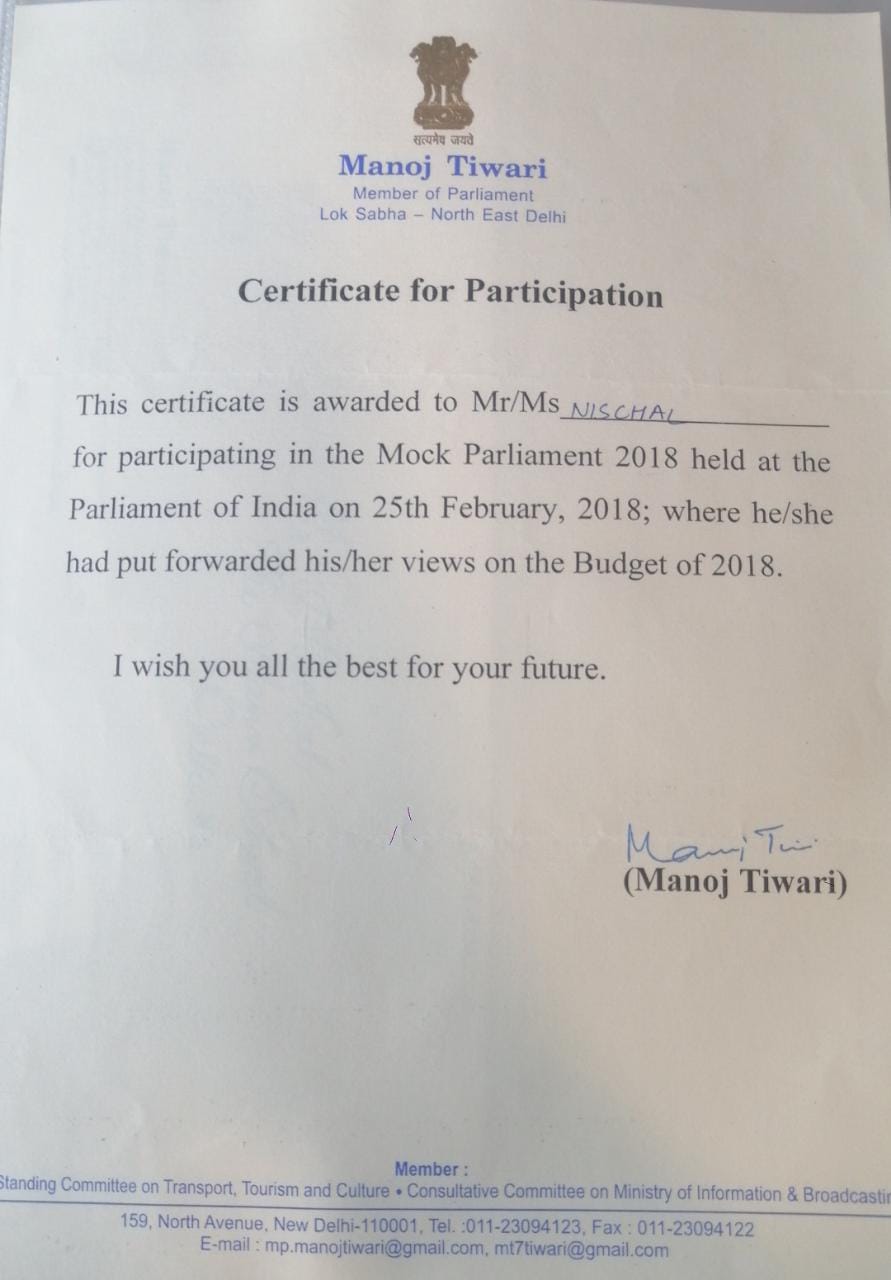 सत्यमेव जयते
Manoj Tiwari
Member of Parliament
Lok Sabha – North East Delhi
Certificate for Participation
This certificate is awarded to Mr/Ms NISCHAL
for participating in the Mock Parliament 2018 held at the
Parliament of India on 25th February, 2018; where he/she
had put forwarded his/her views on the Budget of 2018.
I wish you all the best for your future.
Manoj Tiwari
(Manoj Tiwari)
Member :
Standing Committee on Transport, Tourism and Culture • Consultative Committee on Ministry of Information & Broadcastin
159, North Avenue, New Delhi-110001, Tel. :011-23094123, Fax : 011-23094122
E-mail : mp.manojtiwari@gmail.com, mt7tiwari@gmail.com